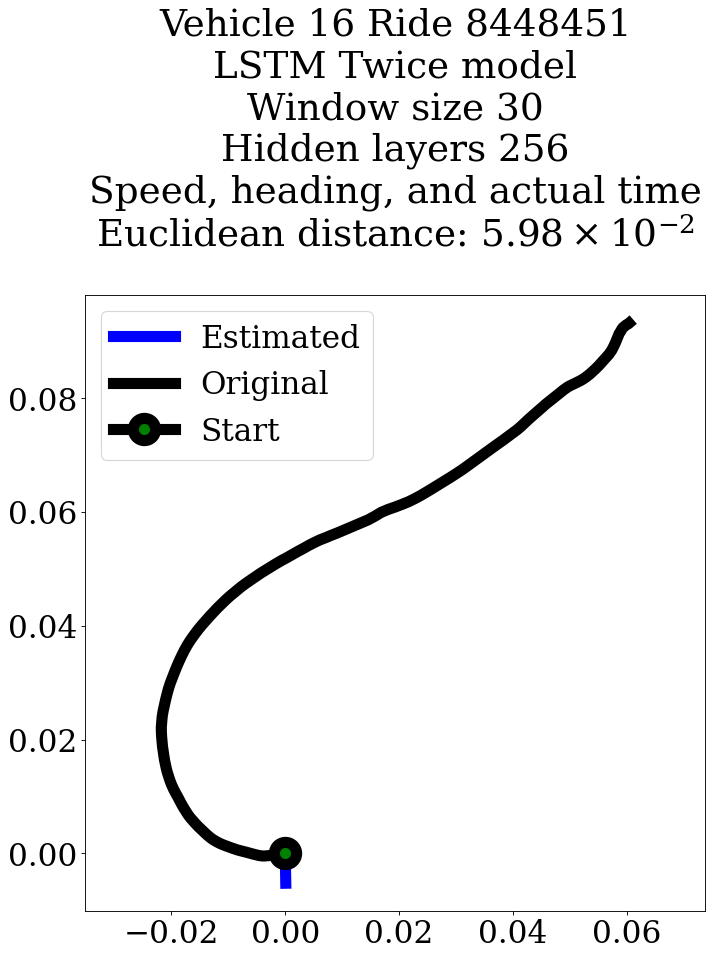 Vehicle 16 Ride 8448451
LSTM Twice model
Window size 30
Hidden layers 256
Speed, heading, and actual time
Euclidean distance: 5.98 × 10⁻²
Estimated
Original
Start
0.08
0.06
0.04
0.02
0.00
−0.02 0.00 0.02 0.04 0.06